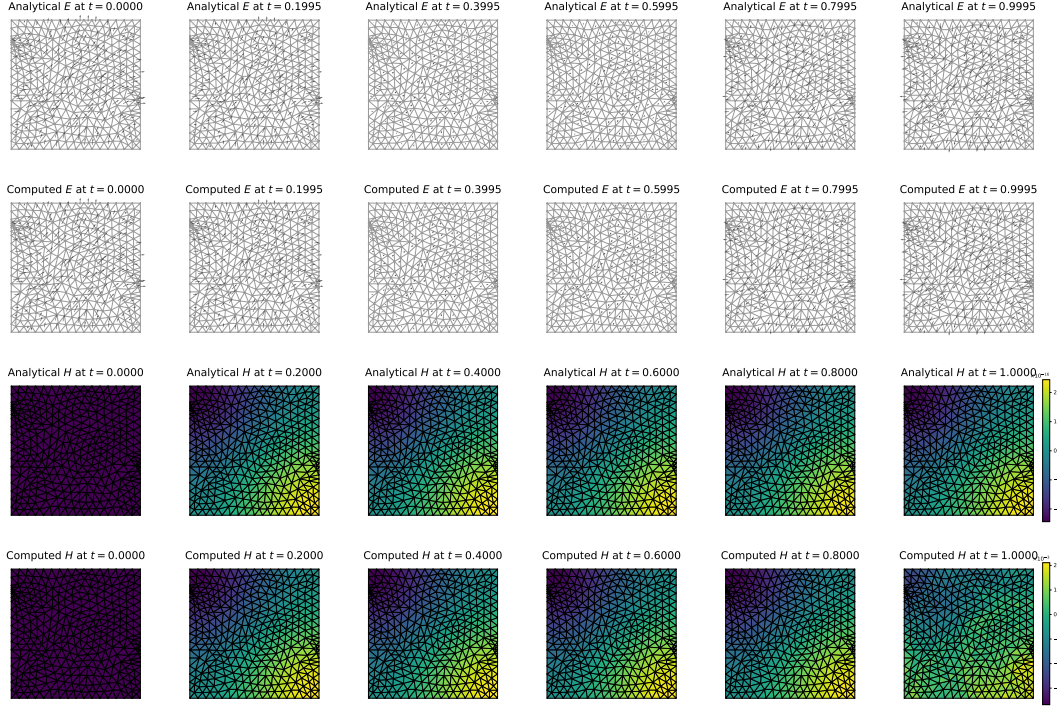 Analytical E at t = 0.0000
Analytical E at t = 0.1995
Analytical E at t = 0.3995
Analytical E at t = 0.5995
Analytical E at t = 0.7995
Analytical E at t = 0.9995
Computed E at t = 0.0000
Computed E at t = 0.1995
Computed E at t = 0.3995
Computed E at t = 0.5995
Computed E at t = 0.7995
Computed E at t = 0.9995
Analytical H at t = 0.0000
Analytical H at t = 0.2000
Analytical H at t = 0.4000
Analytical H at t = 0.6000
Analytical H at t = 0.8000
Analytical H at t = 1.0000
2
0
Computed H at t = 0.0000
Computed H at t = 0.2000
Computed H at t = 0.4000
Computed H at t = 0.6000
Computed H at t = 0.8000
Computed H at t = 1.0000
2
0